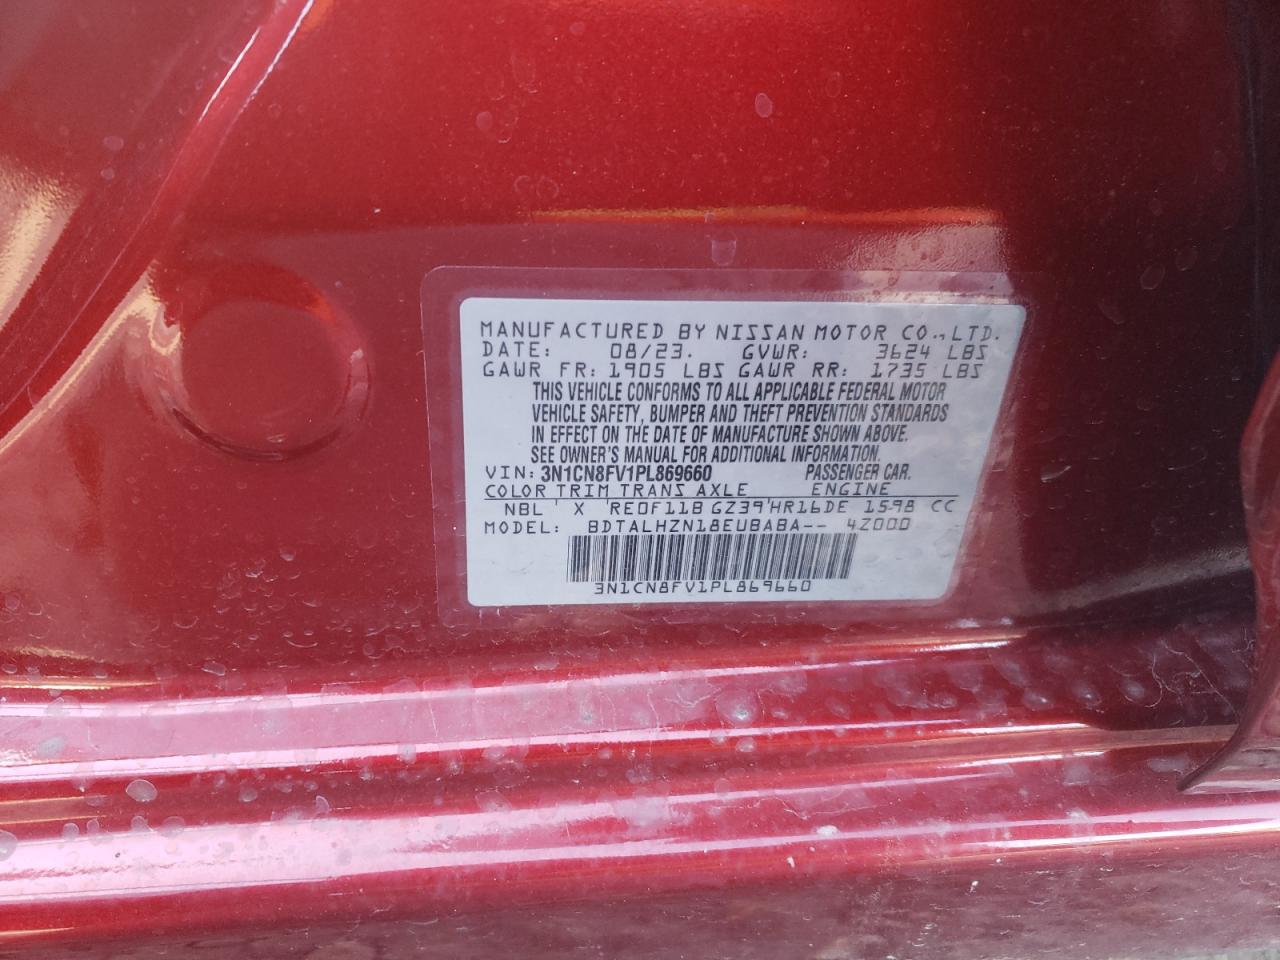 MANUFACTURED BY NISSAN MOTOR CO., LTD.
DATE: 08/23. GVWR: 3624 LBS
GAWR FR: 1905 LBS GAWR RR: 1735 LBS
THIS VEHICLE CONFORMS TO ALL APPLICABLE FEDERAL MOTOR
VEHICLE SAFETY, BUMPER AND THEFT PREVENTION STANDARDS
IN EFFECT ON THE DATE OF MANUFACTURE SHOWN ABOVE.
SEE OWNER'S MANUAL FOR ADDITIONAL INFORMATION.
VIN: 3N1CN8FV1PL869660 PASSENGER CAR.
COLOR TRIM TRANS AXLE ENGINE
NBL ' X ' RE0F11B GZ39'HR16DE 1598 CC
MODEL: BDTALHZN18EUBABA-- 4Z000
3N1CN8FV1PL869660